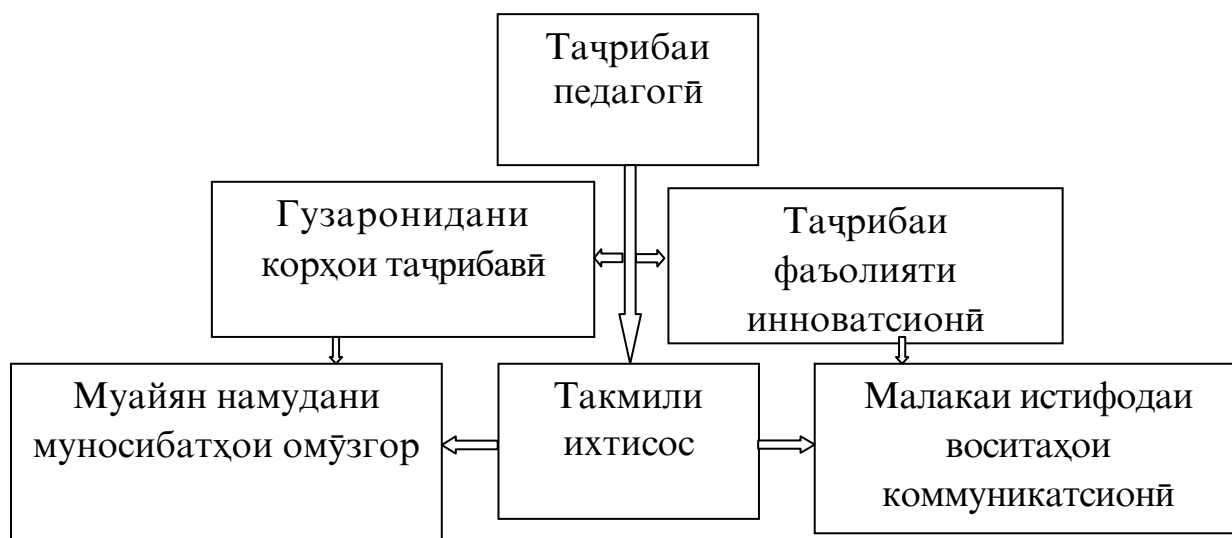 Таҷрибаи
педагогӣ
Гузаронидани
корҳои таҷрибавӣ
Таҷрибаи
фаъолияти
инноватсионӣ
Муайян намудани
муносибатҳои омӯзгор
Такмили
ихтисос
Малакаи истифодаи
воситаҳои
коммуникатсионӣ